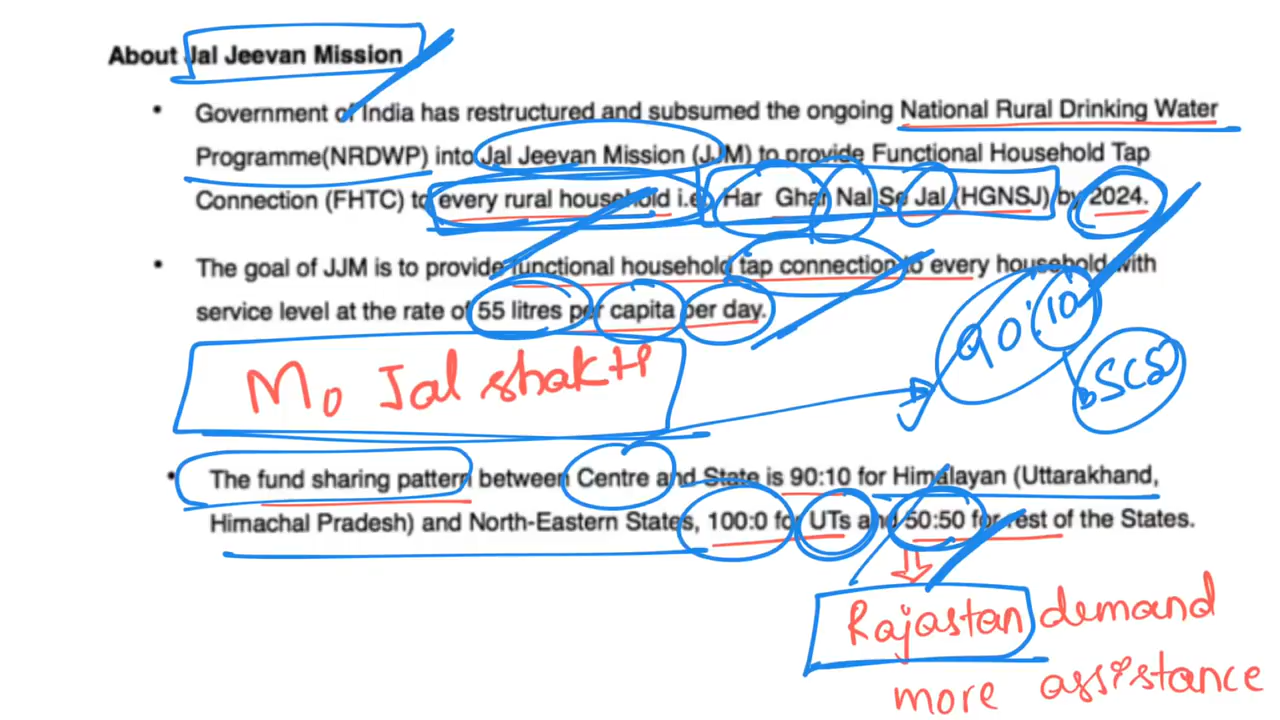 About Jal Jeevan Mission
• Government of India has restructured and subsumed the ongoing National Rural Drinking Water
Programme(NRDWP) into Jal Jeevan Mission (JJM) to provide Functional Household Tap
Connection (FHTC) to every rural household i.e. Har Ghar Nal Se Jal (HGNSJ) by 2024.
• The goal of JJM is to provide functional household tap connection to every household with
service level at the rate of 55 litres per capita per day.
90:10
SCS
Mo Jal shakti
• The fund sharing pattern between Centre and State is 90:10 for Himalayan (Uttarakhand,
Himachal Pradesh) and North-Eastern States, 100:0 for UTs and 50:50 for rest of the States.
Rajastan demand
more assistance